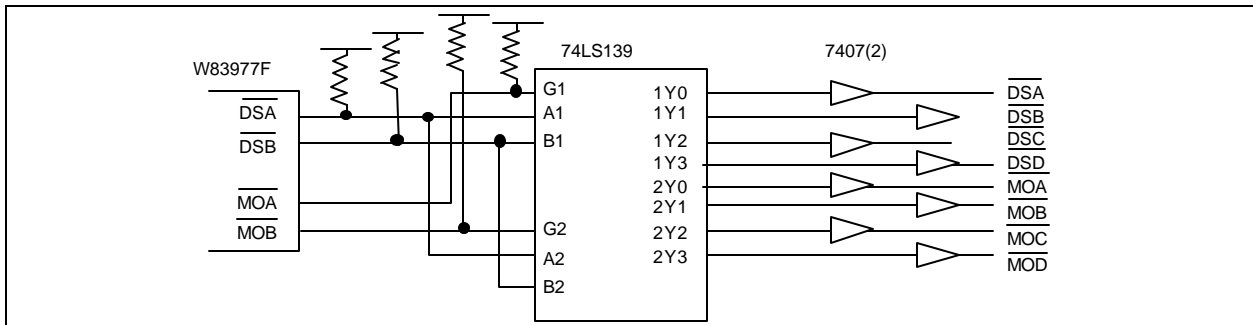 74LS139
7407(2)
W83977F
G1
1Y0
DSA
DSA
A1
1Y1
DSB
DSB
B1
1Y2
DSC
1Y3
DSD
MOA
2Y0
MOA
2Y1
MOB
MOB
G2
2Y2
MOC
A2
2Y3
MOD
B2